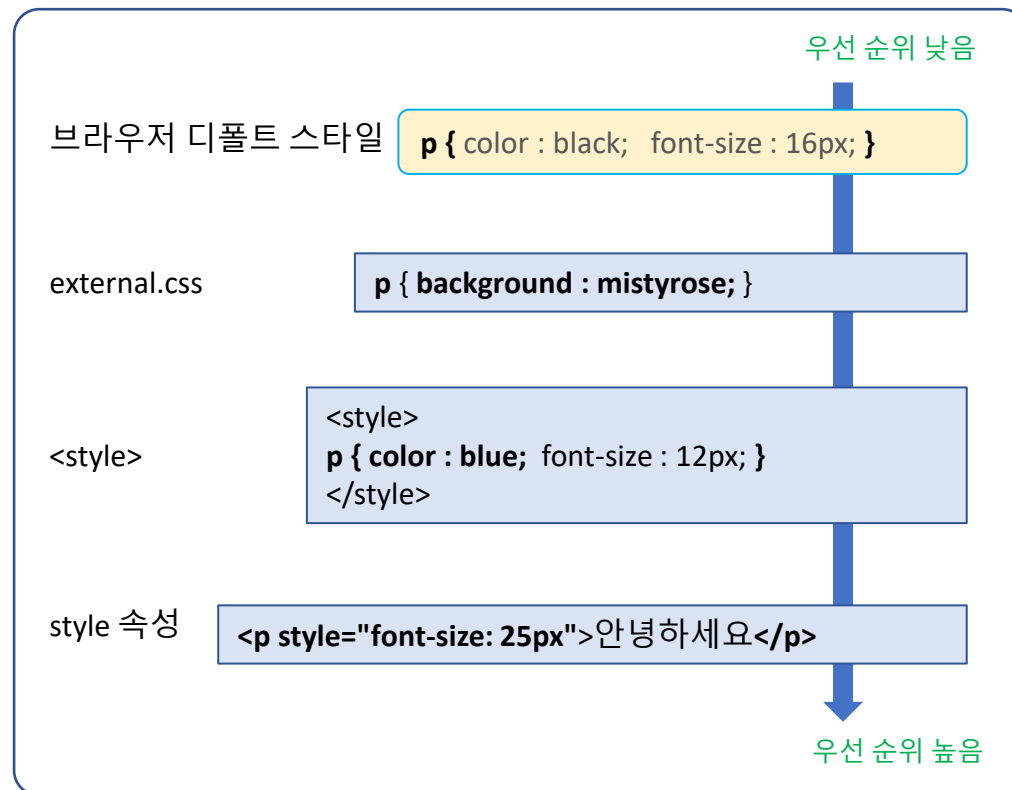 우선 순위 낮음
브라우저 디폴트 스타일
p { color : black; font-size : 16px; }
external.css
p { background : mistyrose; }
<style>
<style>
p { color : blue; font-size : 12px; }
</style>
style 속성
<p style="font-size: 25px">안녕하세요</p>
우선 순위 높음